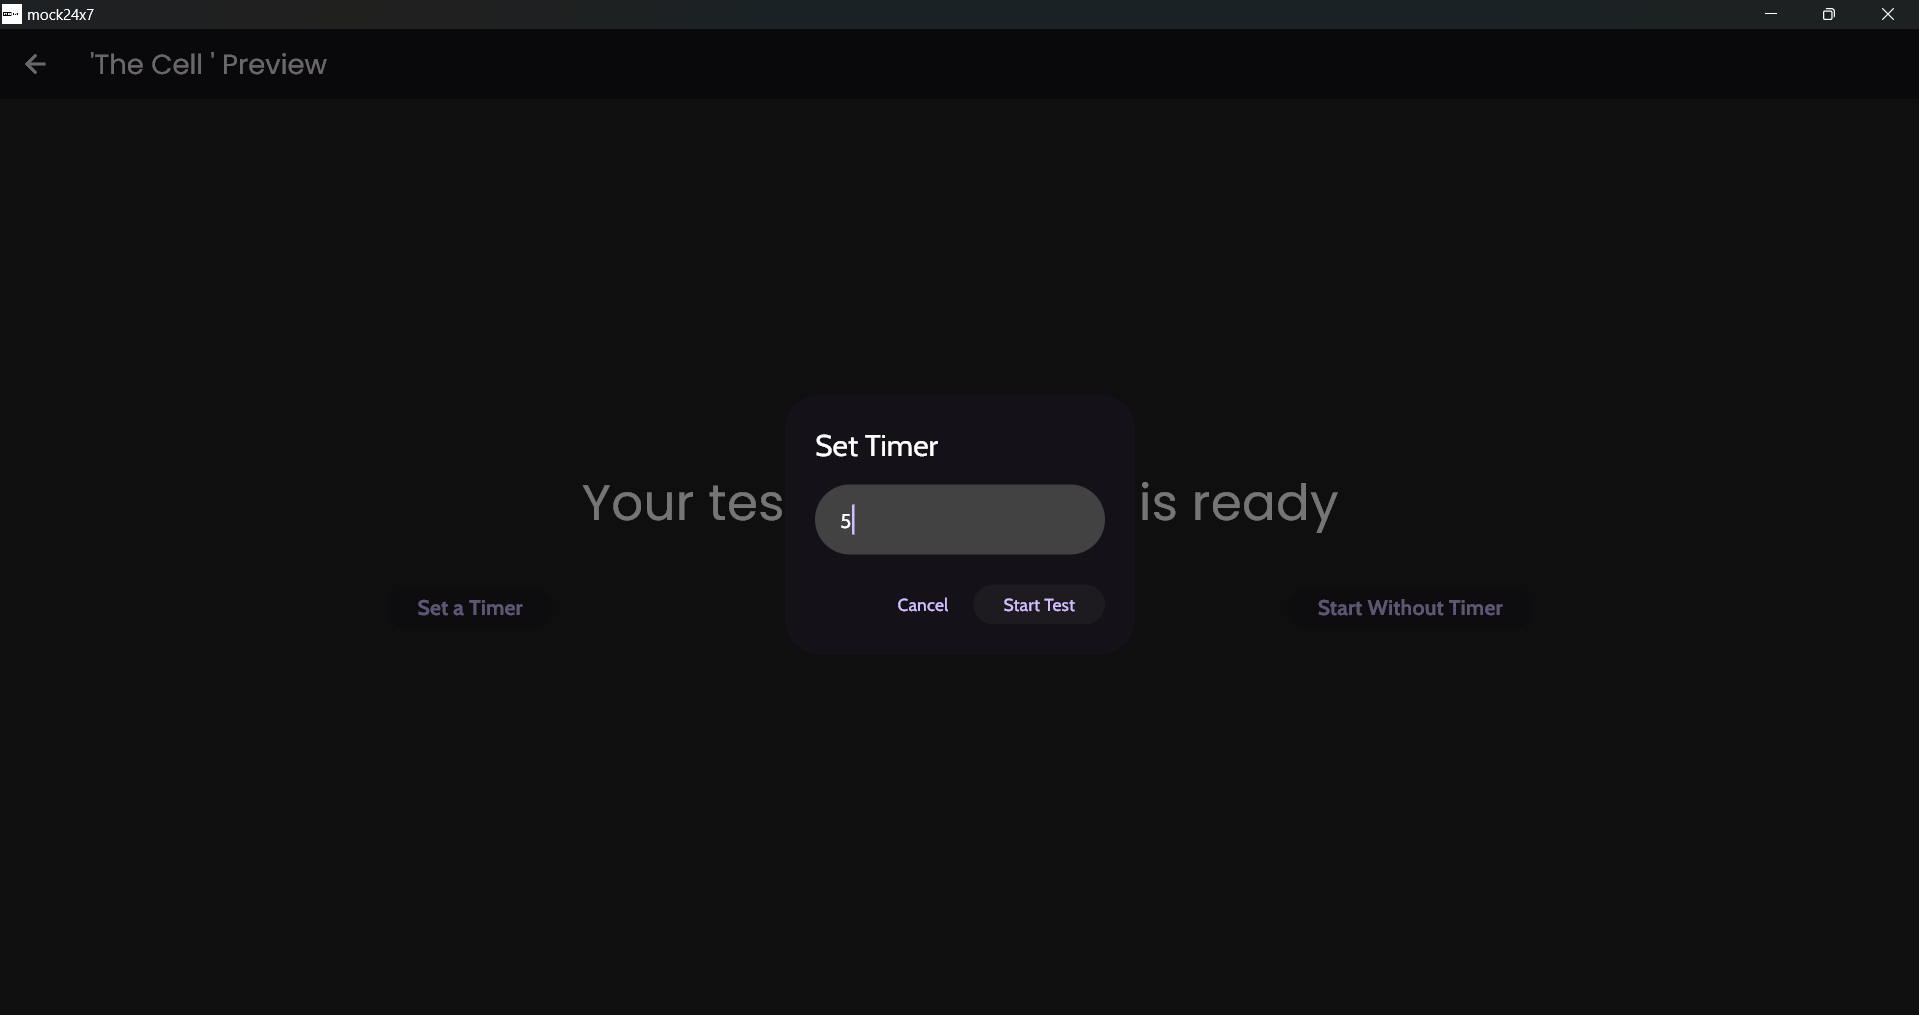 mock24x7
'The Cell ' Preview
Set Timer
Your tes
is ready
5
Cancel
Start Test
Set a Timer
Start Without Timer